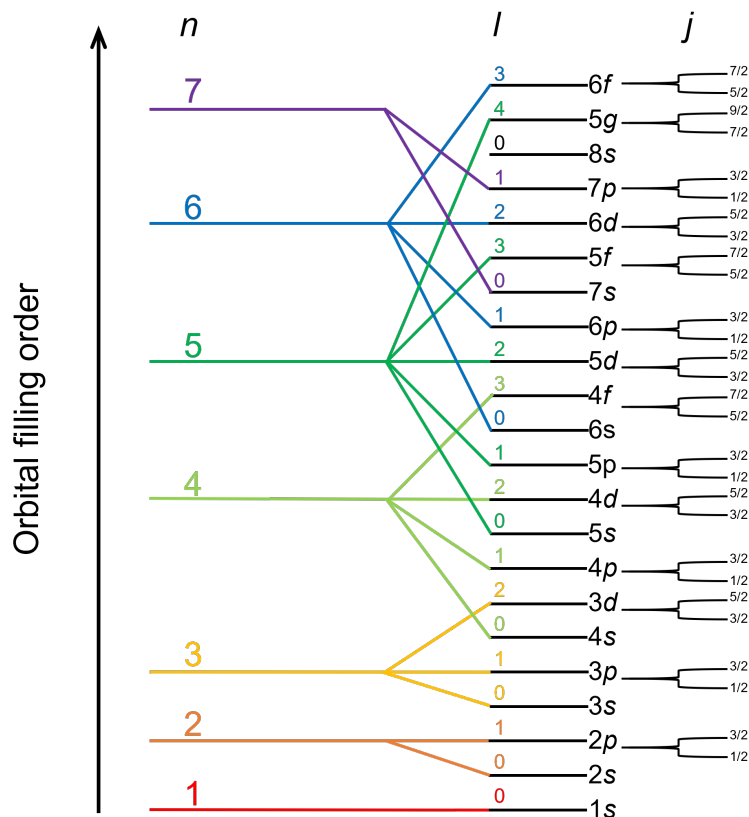 n l j
Orbital filling order
3 6f 7/2
5/2
7
4 5g 9/2
7/2
0 8s
1 7p 3/2
1/2
6
2 6d 5/2
3/2
3 5f 7/2
5/2
0 7s
1 6p 3/2
1/2
5
2 5d 5/2
3/2
3 4f 7/2
5/2
0 6s
1 5p 3/2
1/2
4
2 4d 5/2
3/2
0 5s
1 4p 3/2
1/2
2 3d 5/2
3/2
0 4s
3
1 3p 3/2
1/2
0 3s
2
1 2p 3/2
1/2
0 2s
1
0 1s